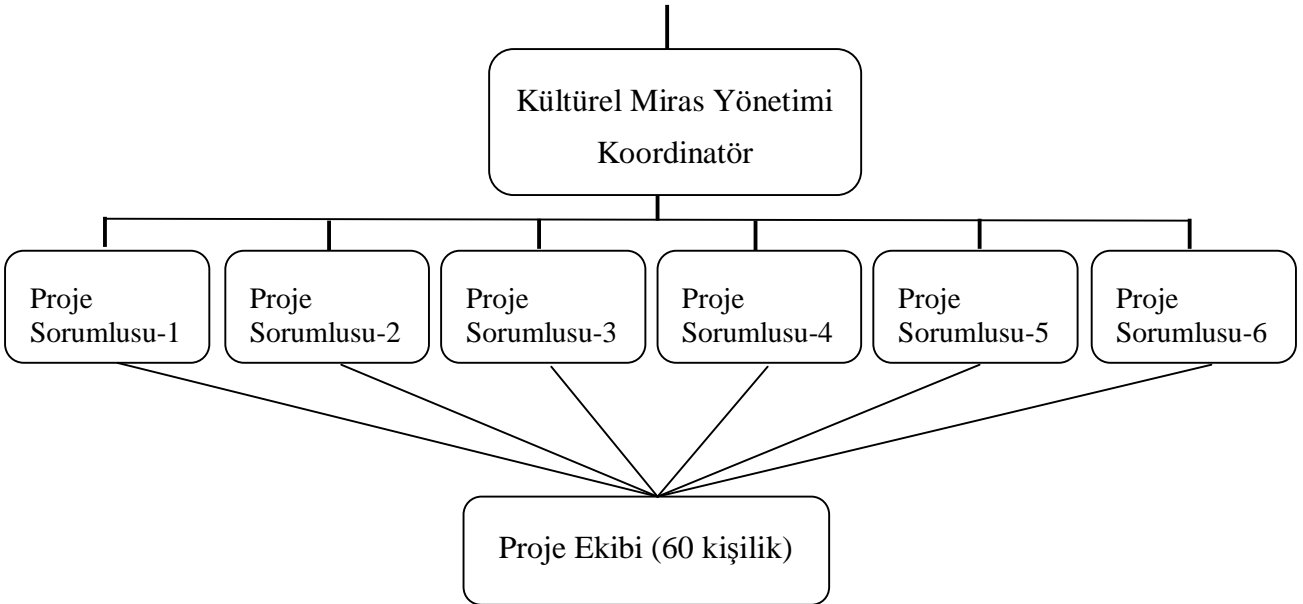 Kültürel Miras Yönetimi
Koordinatör
Proje
Sorumlusu-1
Proje
Sorumlusu-2
Proje
Sorumlusu-3
Proje
Sorumlusu-4
Proje
Sorumlusu-5
Proje
Sorumlusu-6
Proje Ekibi (60 kişilik)